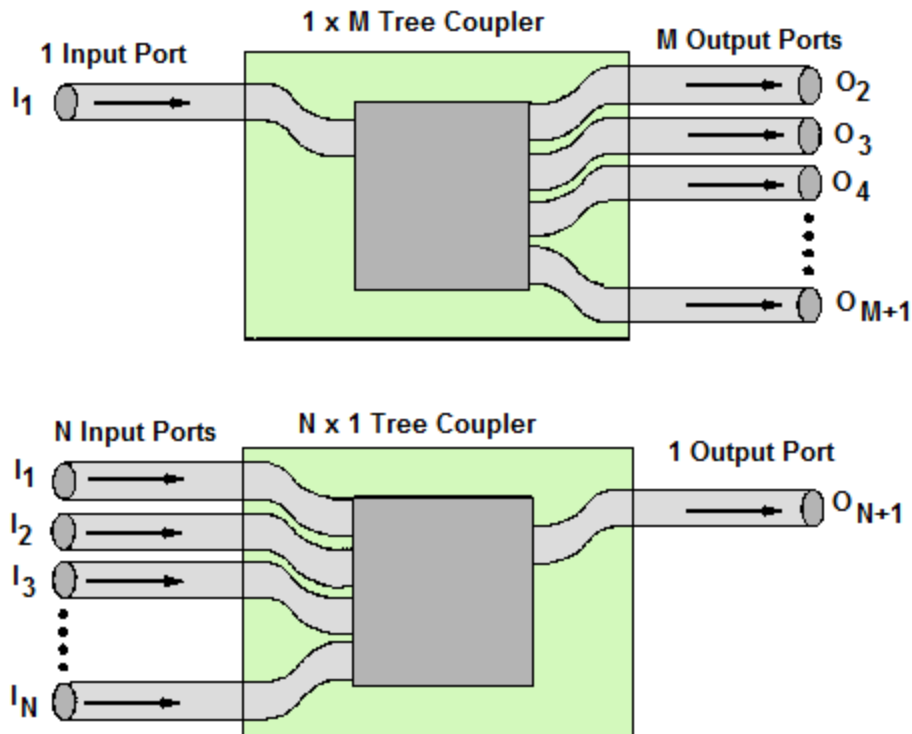 1 x M Tree Coupler
1 Input Port
M Output Ports
I1
O2
O3
O4
OM+1
N x 1 Tree Coupler
N Input Ports
1 Output Port
I1
ON+1
I2
I3
IN